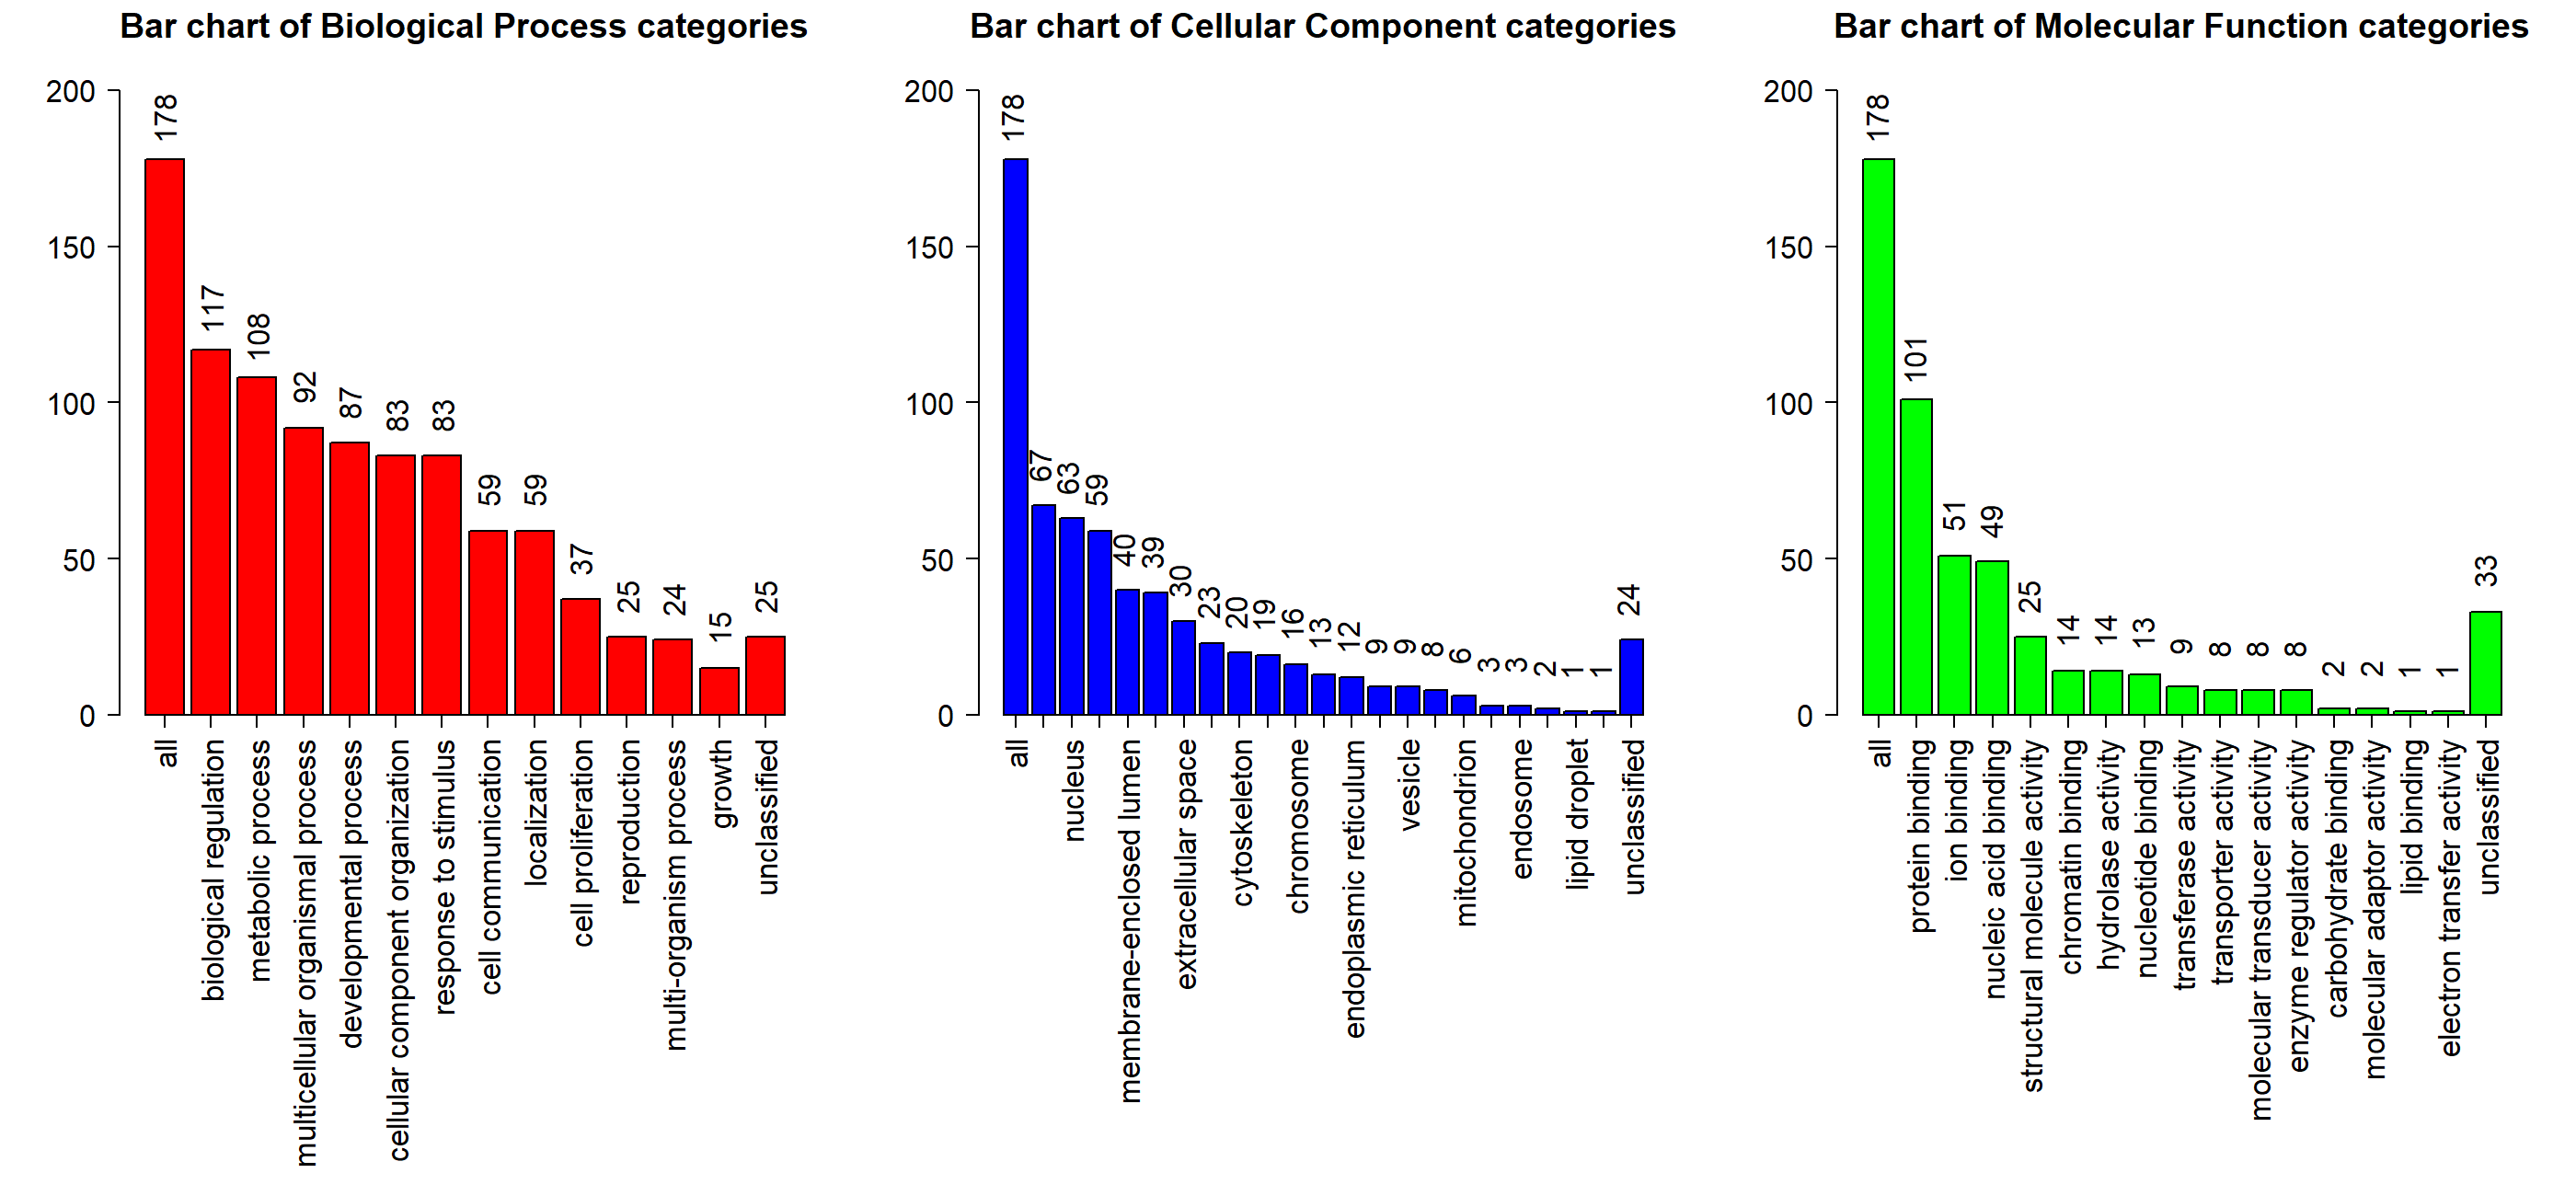 Bar chart of Biological Process categories
200
150
100
50
0
178
117
108
92
87
83
83
59
59
37
25
24
15
25
all
biological regulation
metabolic process
multicellular organismal process
developmental process
cellular component organization
response to stimulus
cell communication
localization
cell proliferation
reproduction
multi-organism process
growth
unclassified
Bar chart of Cellular Component categories
200
150
100
50
0
178
67
63
59
40
39
30
23
20
19
16
13
12
9
9
8
6
3
3
2
1
1
24
all
nucleus
membrane-enclosed lumen
extracellular space
cytoskeleton
chromosome
endoplasmic reticulum
vesicle
mitochondrion
endosome
lipid droplet
unclassified
Bar chart of Molecular Function categories
200
150
100
50
0
178
101
51
49
25
14
14
13
9
8
8
8
2
2
1
1
33
all
protein binding
ion binding
nucleic acid binding
structural molecule activity
chromatin binding
hydrolase activity
nucleotide binding
transferase activity
transporter activity
molecular transducer activity
enzyme regulator activity
carbohydrate binding
molecular adaptor activity
lipid binding
electron transfer activity
unclassified